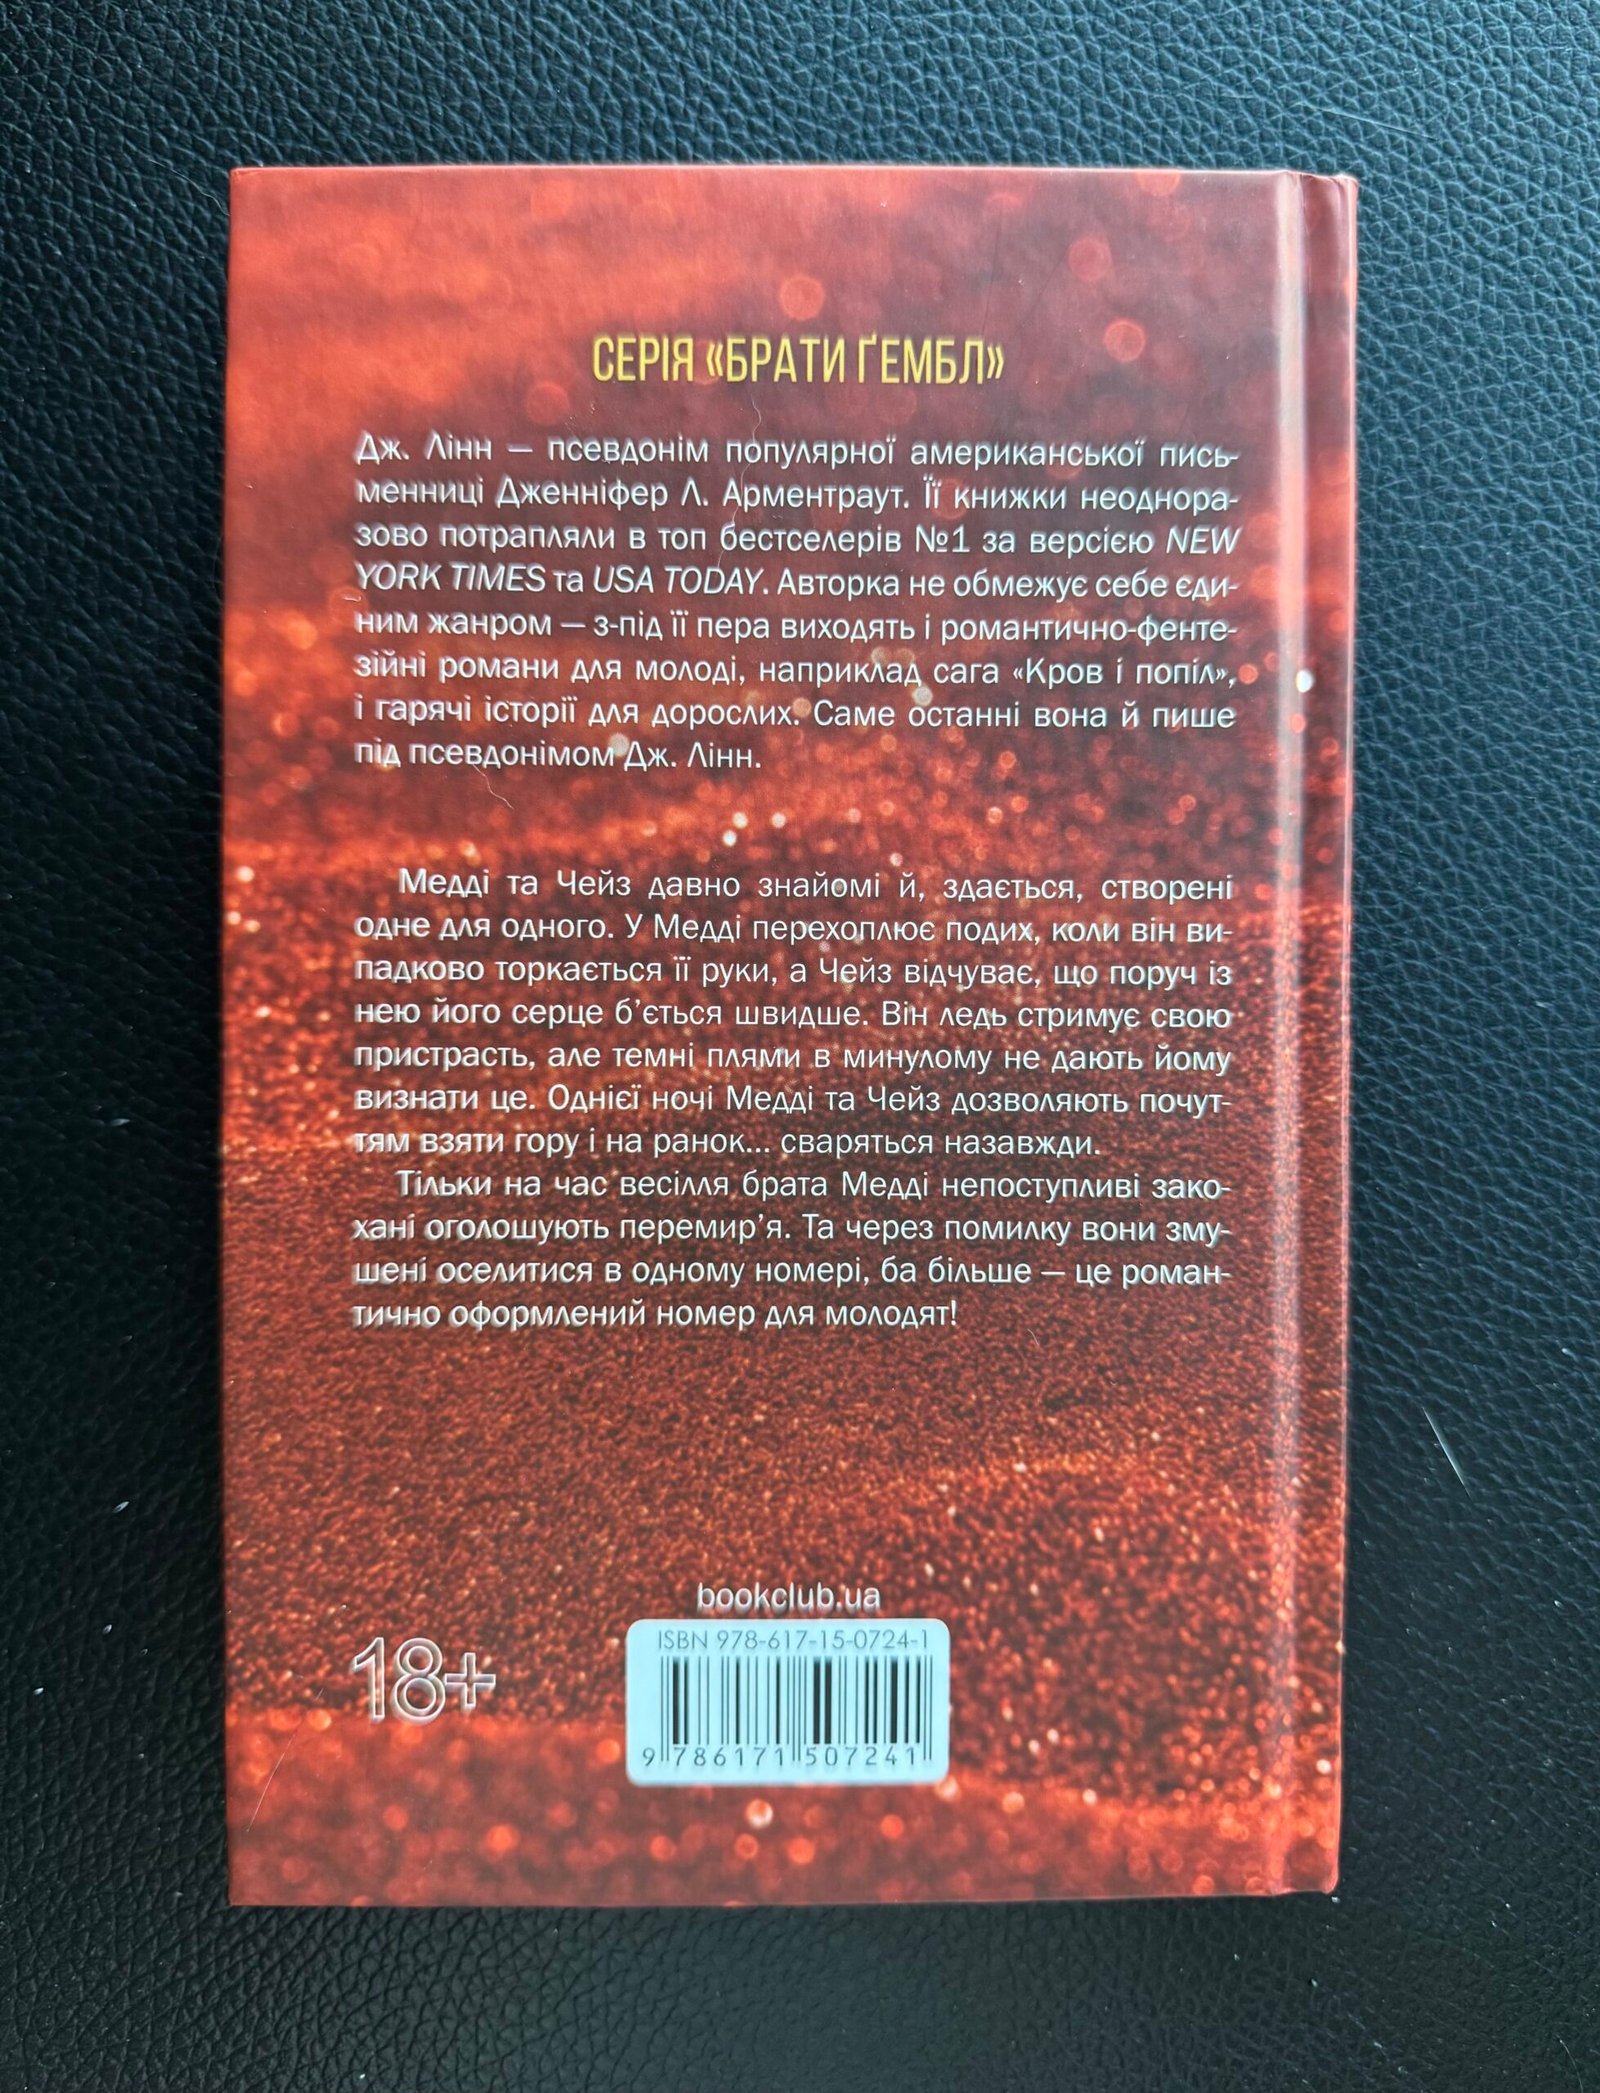 СЕРІЯ «БРАТИ ҐЕМБЛ»
Дж. Лінн — псевдонім популярної американської пись-
менниці Дженніфер Л. Арментраут. Її книжки неоднора-
зово потрапляли в топ бестселерів №1 за версією NEW
YORK TIMES та USA TODAY. Авторка не обмежує себе єди-
ним жанром — з-під її пера виходять і романтично-фенте-
зійні романи для молоді, наприклад сага «Кров і попіл»,
і гарячі історії для дорослих. Саме останні вона й пише
під псевдонімом Дж. Лінн.
Медді та Чейз давно знайомі й, здається, створені
одне для одного. У Медді перехоплює подих, коли він ви-
падково торкається її руки, а Чейз відчуває, що поруч із
нею його серце б’ється швидше. Він ледь стримує свою
пристрасть, але темні плями в минулому не дають йому
визнати це. Однієї ночі Медді та Чейз дозволяють почут-
тям взяти гору і на ранок... сваряться назавжди.
Тільки на час весілля брата Медді непоступливі зако-
хані оголошують перемир’я. Та через помилку вони зму-
шені оселитися в одному номері, ба більше — це роман-
тично оформлений номер для молодят!
bookclub.ua
ISBN 978-617-15-0724-1
18+
9 786171 507241